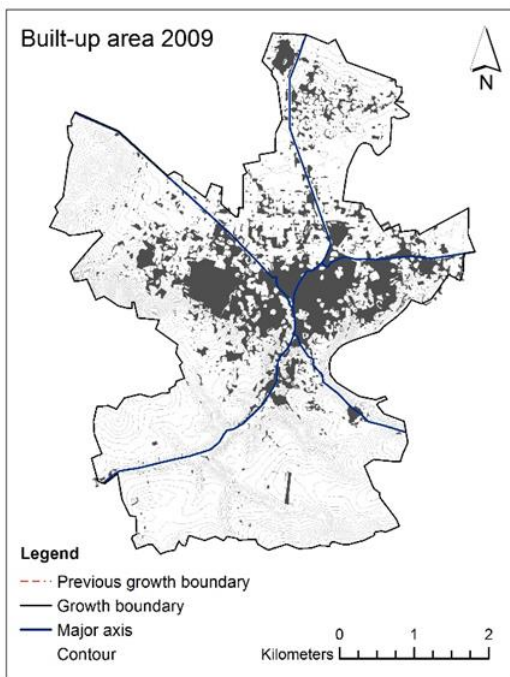 Built-up area 2009
N
Legend
Previous growth boundary
Growth boundary
Major axis
Contour
0 1 2
Kilometers